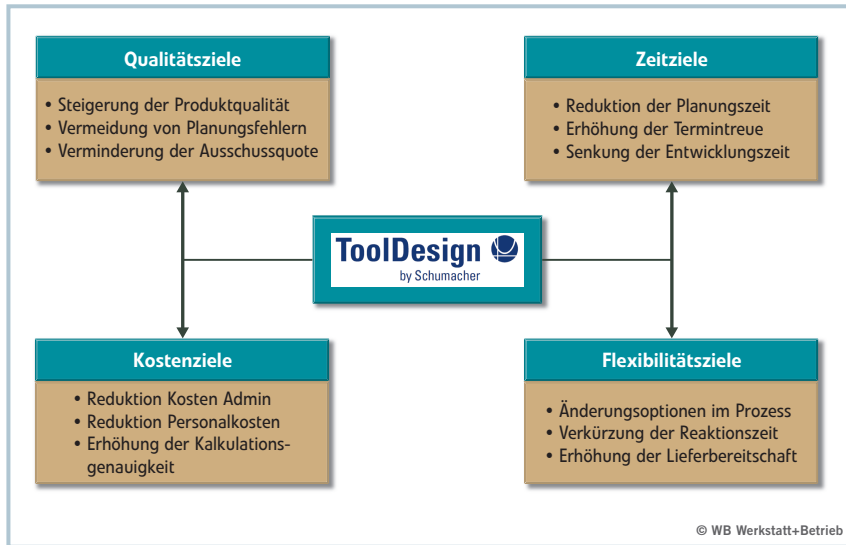 Qualitätsziele
• Steigerung der Produktqualität
• Vermeidung von Planungsfehlern
• Verminderung der Ausschussquote
Zeitziele
• Reduktion der Planungszeit
• Erhöhung der Termintreue
• Senkung der Entwicklungszeit
ToolDesign
by Schumacher
Kostenziele
• Reduktion Kosten Admin
• Reduktion Personalkosten
• Erhöhung der Kalkulations-
genauigkeit
Flexibilitätsziele
• Änderungsoptionen im Prozess
• Verkürzung der Reaktionszeit
• Erhöhung der Lieferbereitschaft
© WB Werkstatt+Betrieb